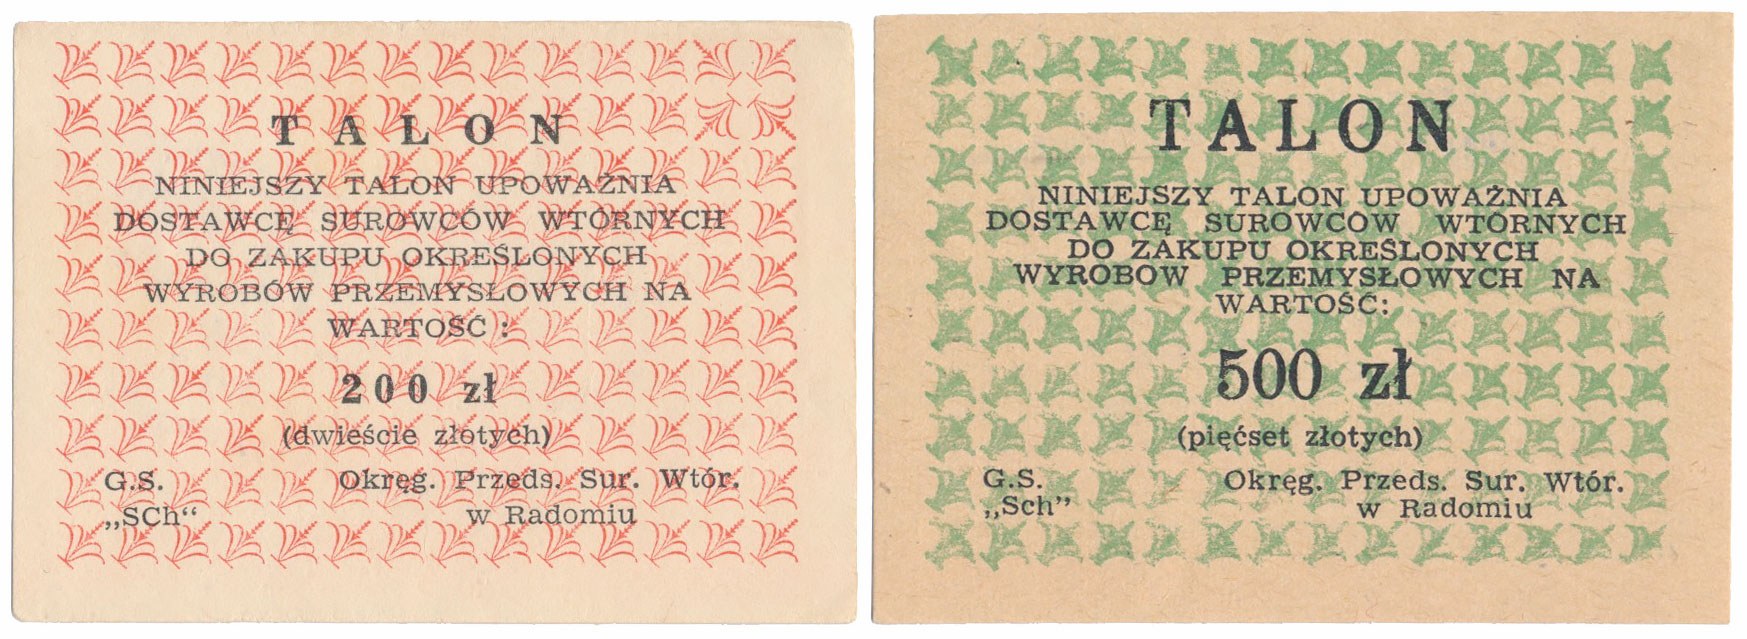 TALON
NINIEJSZY TALON UPOWAŻNIA
DOSTAWCĘ SUROWCÓW WTÓRNYCH
DO ZAKUPU OKREŚLONYCH
WYROBÓW PRZEMYSŁOWYCH NA
WARTOŚĆ:
200 zł
(dwieście złotych)
G.S. Okręg. Przeds. Sur. Wtór.
„SCh“ w Radomiu
TALON
NINIEJSZY TALON UPOWAŻNIA
DOSTAWCĘ SUROWCÓW WTÓRNYCH
DO ZAKUPU OKREŚLONYCH
WYROBÓW PRZEMYSŁOWYCH NA
WARTOŚĆ:
500 zł
(pięćset złotych)
G.S. Okręg. Przeds. Sur. Wtór.
„Sch” w Radomiu